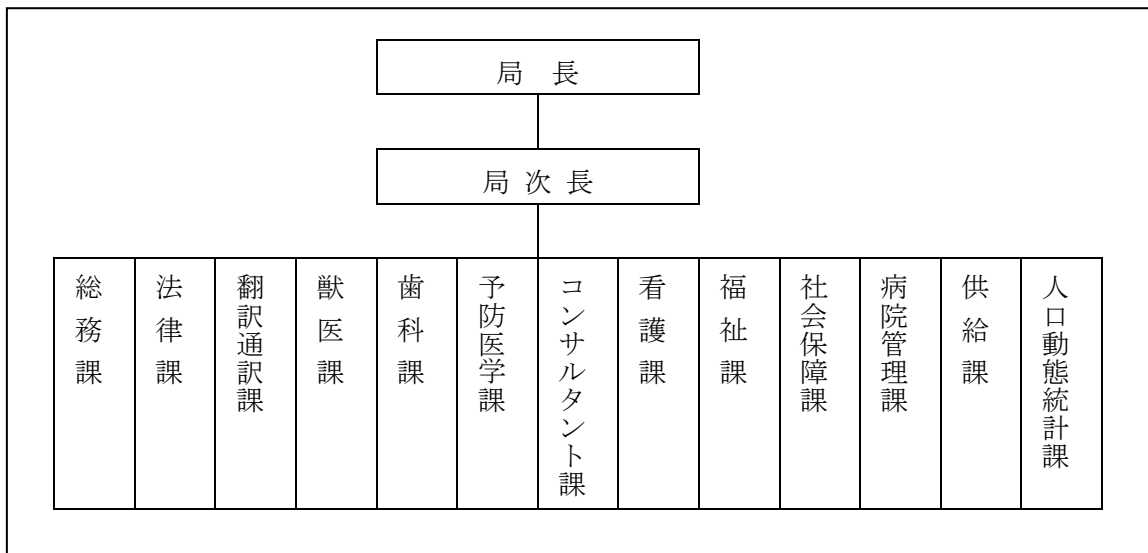 局 長
局 次 長
総務課
法律課
翻訳通訳課
獣医課
歯科課
予防医学課
コンサルタント課
看護課
福祉課
社会保障課
病院管理課
供給課
人口動態統計課